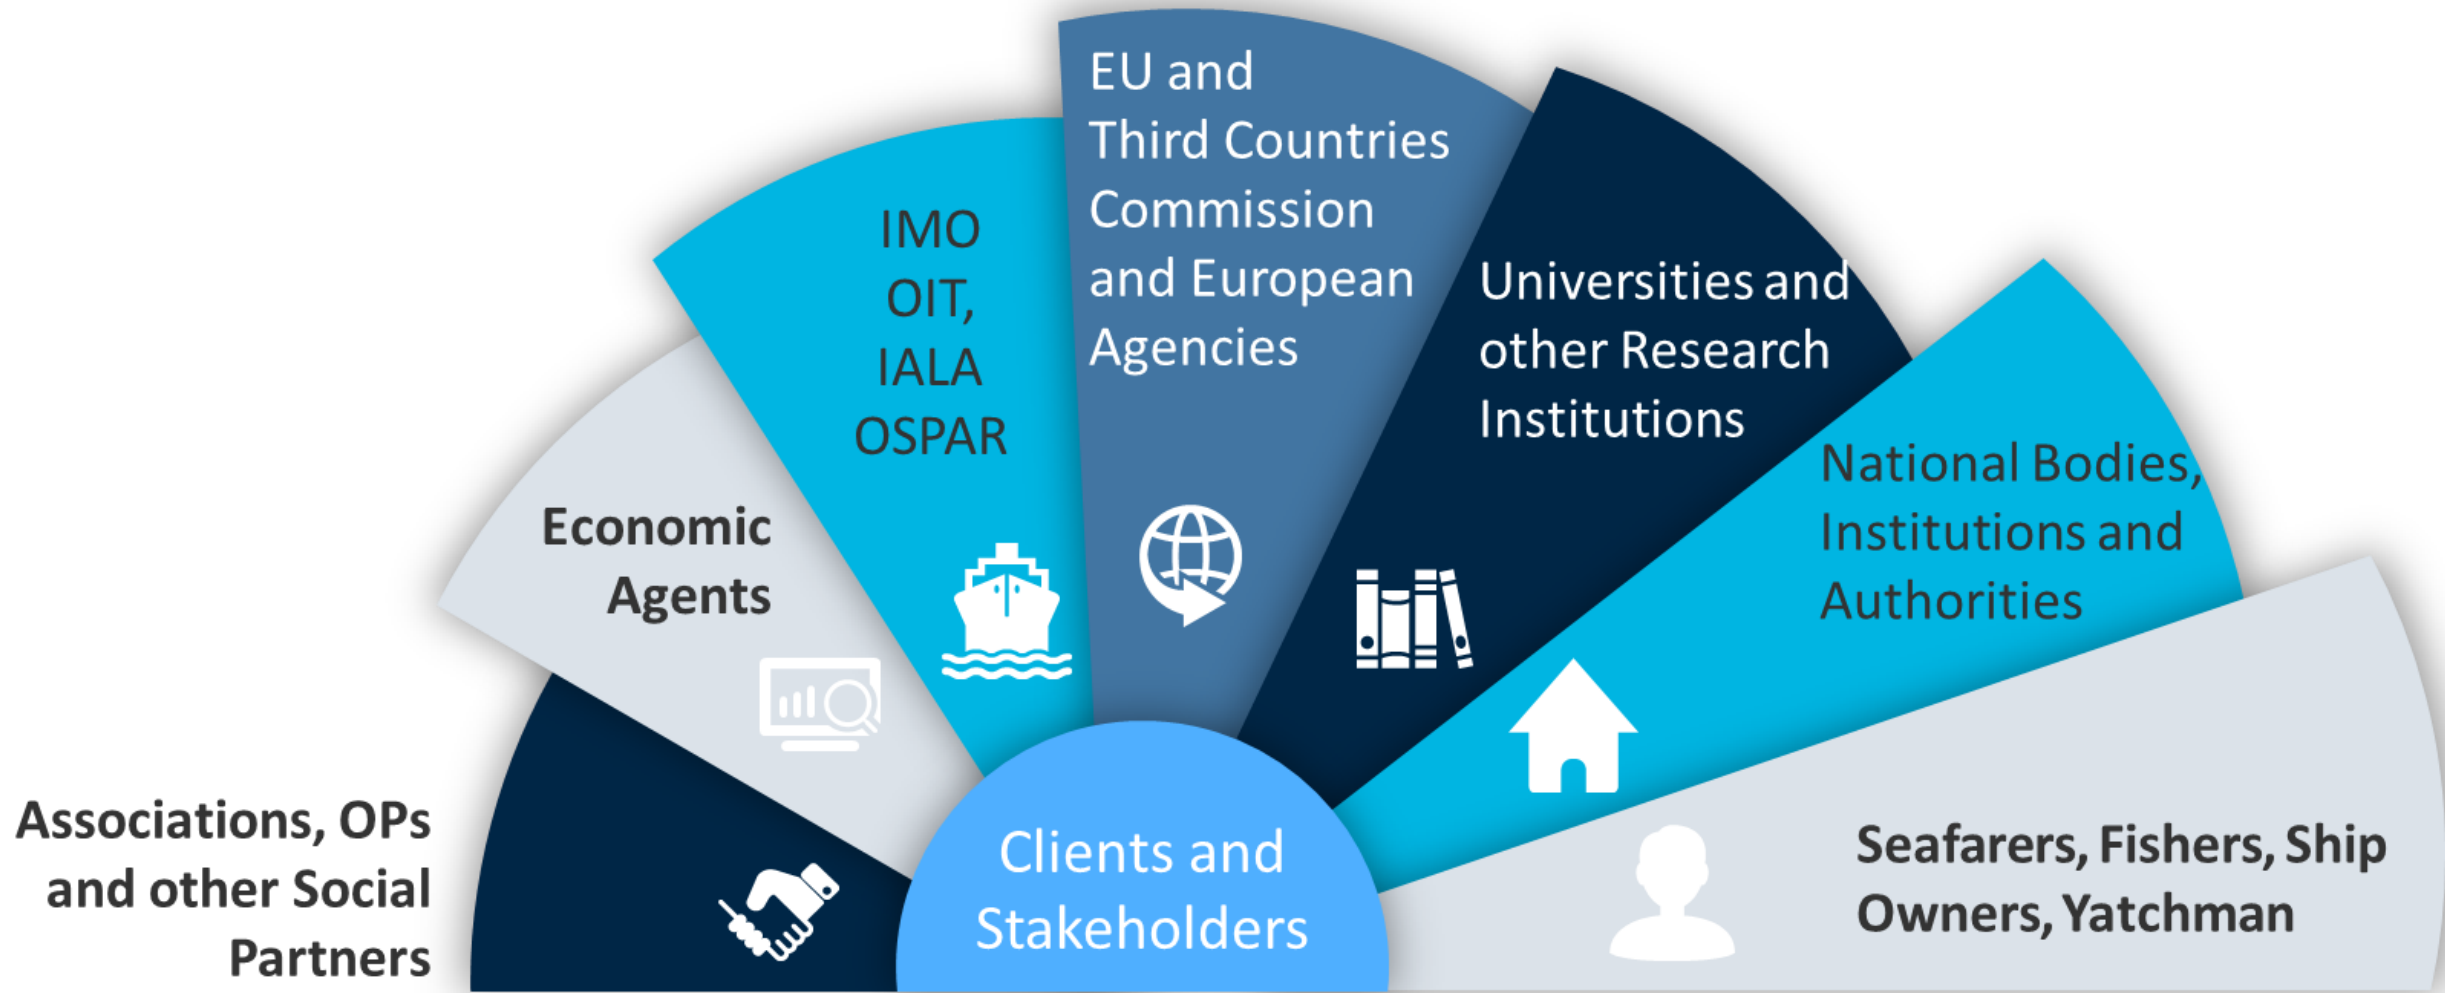 EU and
Third Countries
Commission
and European
Agencies
IMO
OIT,
IALA
OSPAR
Universities and
other Research
Institutions
National Bodies,
Institutions and
Authorities
Economic
Agents
Associations, OPs
and other Social
Partners
Clients and
Stakeholders
Seafarers, Fishers, Ship
Owners, Yatchman